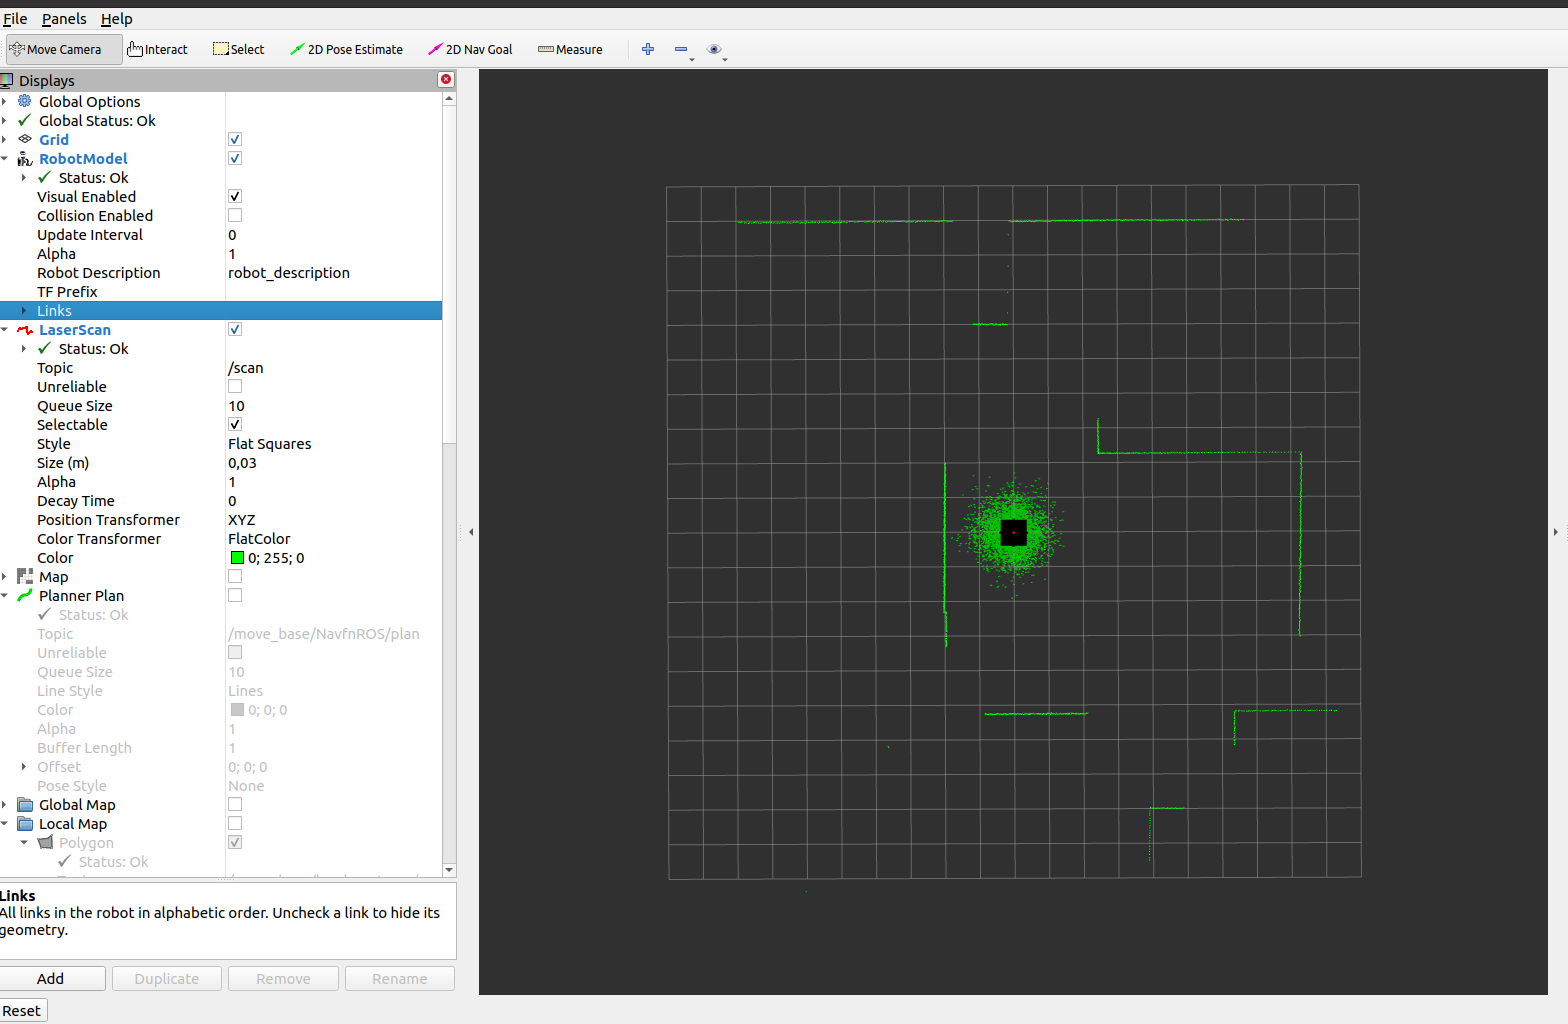 File Panels Help
Move Camera Interact Select 2D Pose Estimate 2D Nav Goal Measure
Displays
Global Options
Global Status: Ok
Grid
RobotModel
Status: Ok
Visual Enabled
Collision Enabled
Update Interval 0
Alpha 1
Robot Description robot_description
TF Prefix
Links
LaserScan
Status: Ok
Topic /scan
Unreliable
Queue Size 10
Selectable
Style Flat Squares
Size (m) 0,03
Alpha 1
Decay Time 0
Position Transformer XYZ
Color Transformer FlatColor
Color 0; 255; 0
Map
Planner Plan
Status: Ok
Topic /move_base/NavfnROS/plan
Unreliable
Queue Size 10
Line Style Lines
Color 0; 0; 0
Alpha 1
Buffer Length 1
Offset 0; 0; 0
Pose Style None
Global Map
Local Map
Polygon
Status: Ok
Links
All links in the robot in alphabetic order. Uncheck a link to hide its
geometry.
Add Duplicate Remove Rename
Reset